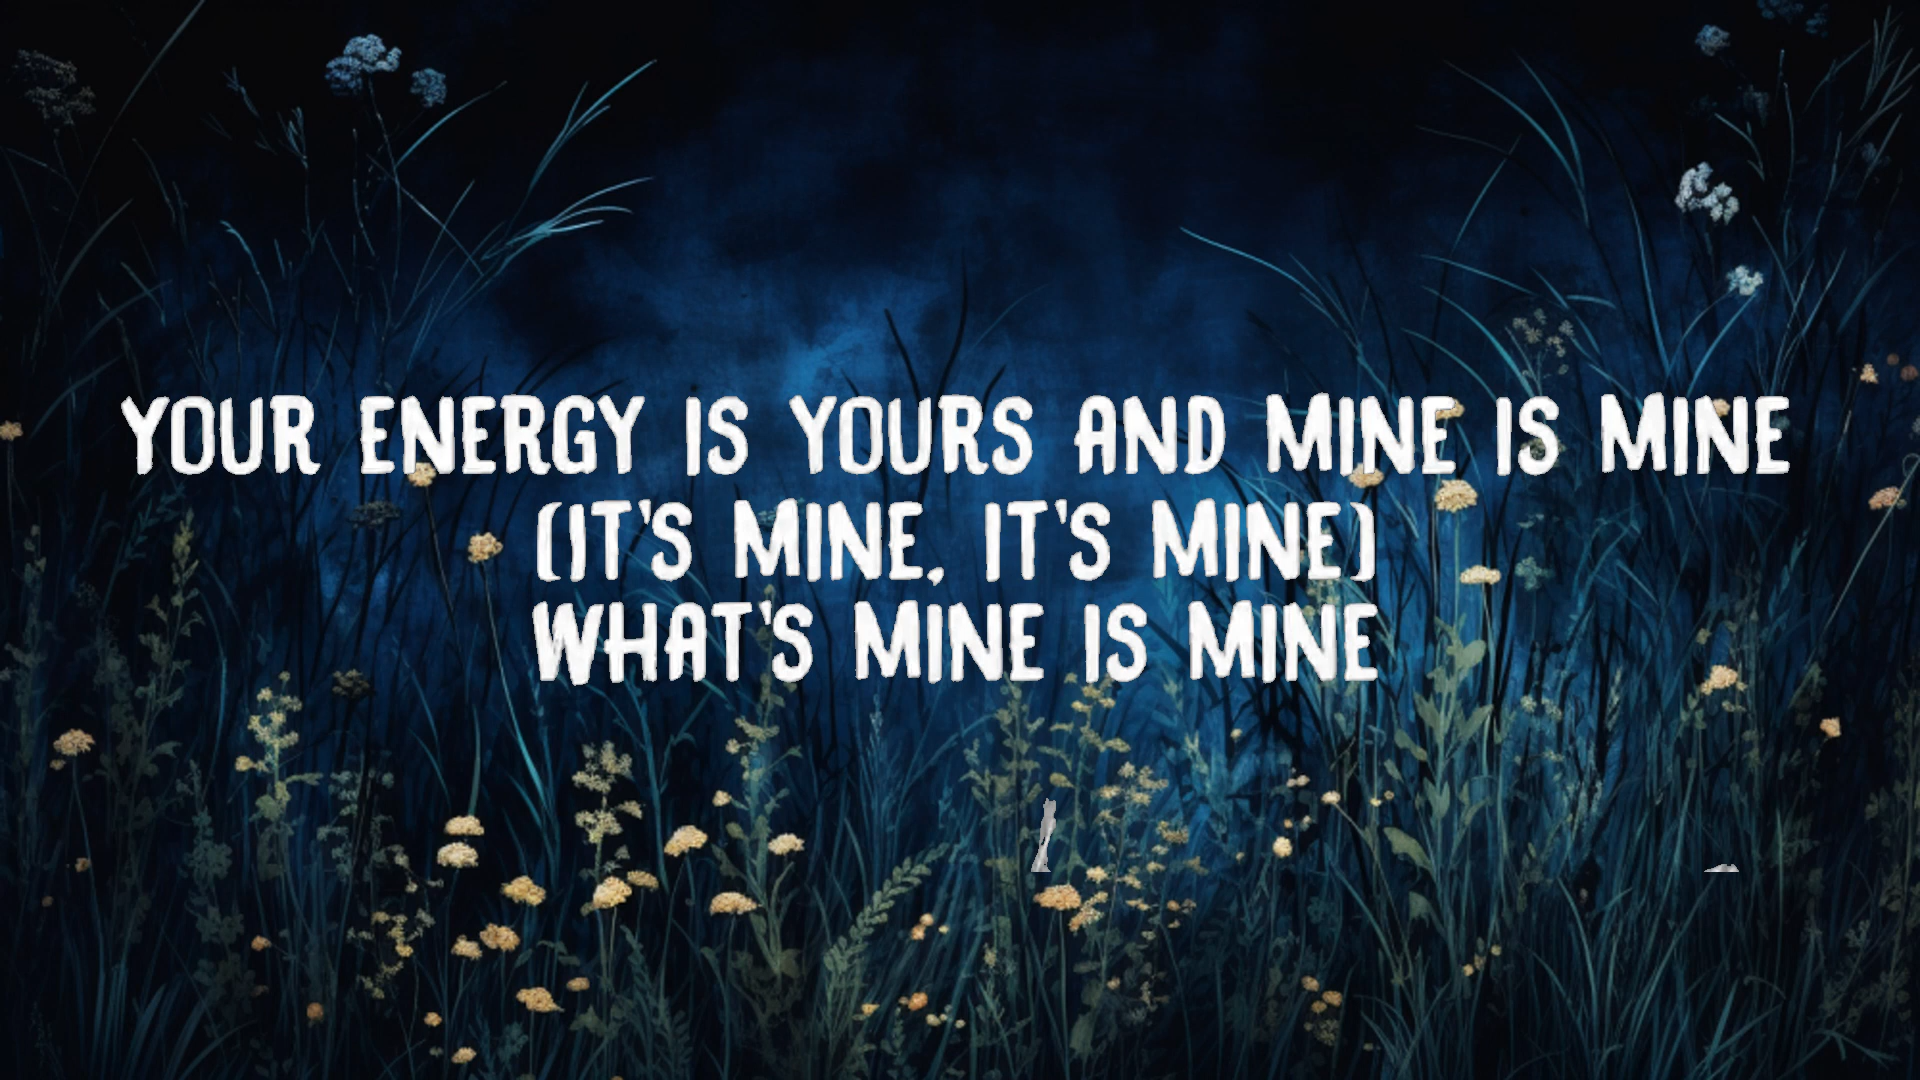 YOUR ENERGY IS YOURS AND MINE IS MINE
(IT'S MINE, IT'S MINE)
WHAT'S MINE IS MINE